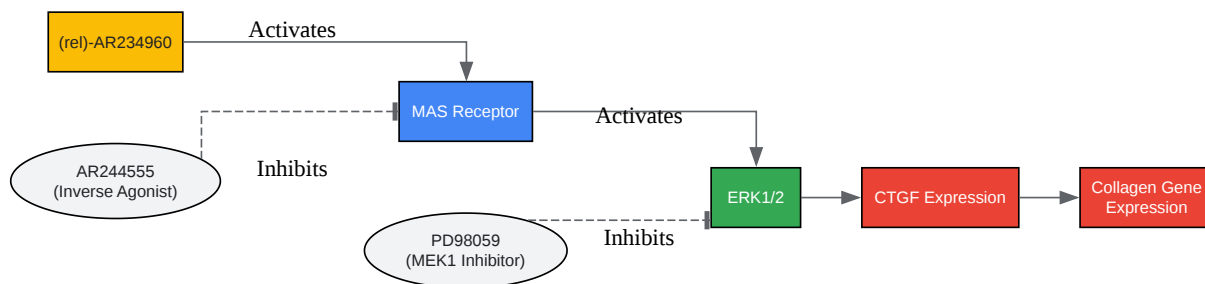 (rel)-AR234960
Activates
MAS Receptor
Activates
AR244555
(Inverse Agonist)
Inhibits
ERK1/2
CTGF Expression
Collagen Gene
Expression
PD98059
(MEK1 Inhibitor)
Inhibits